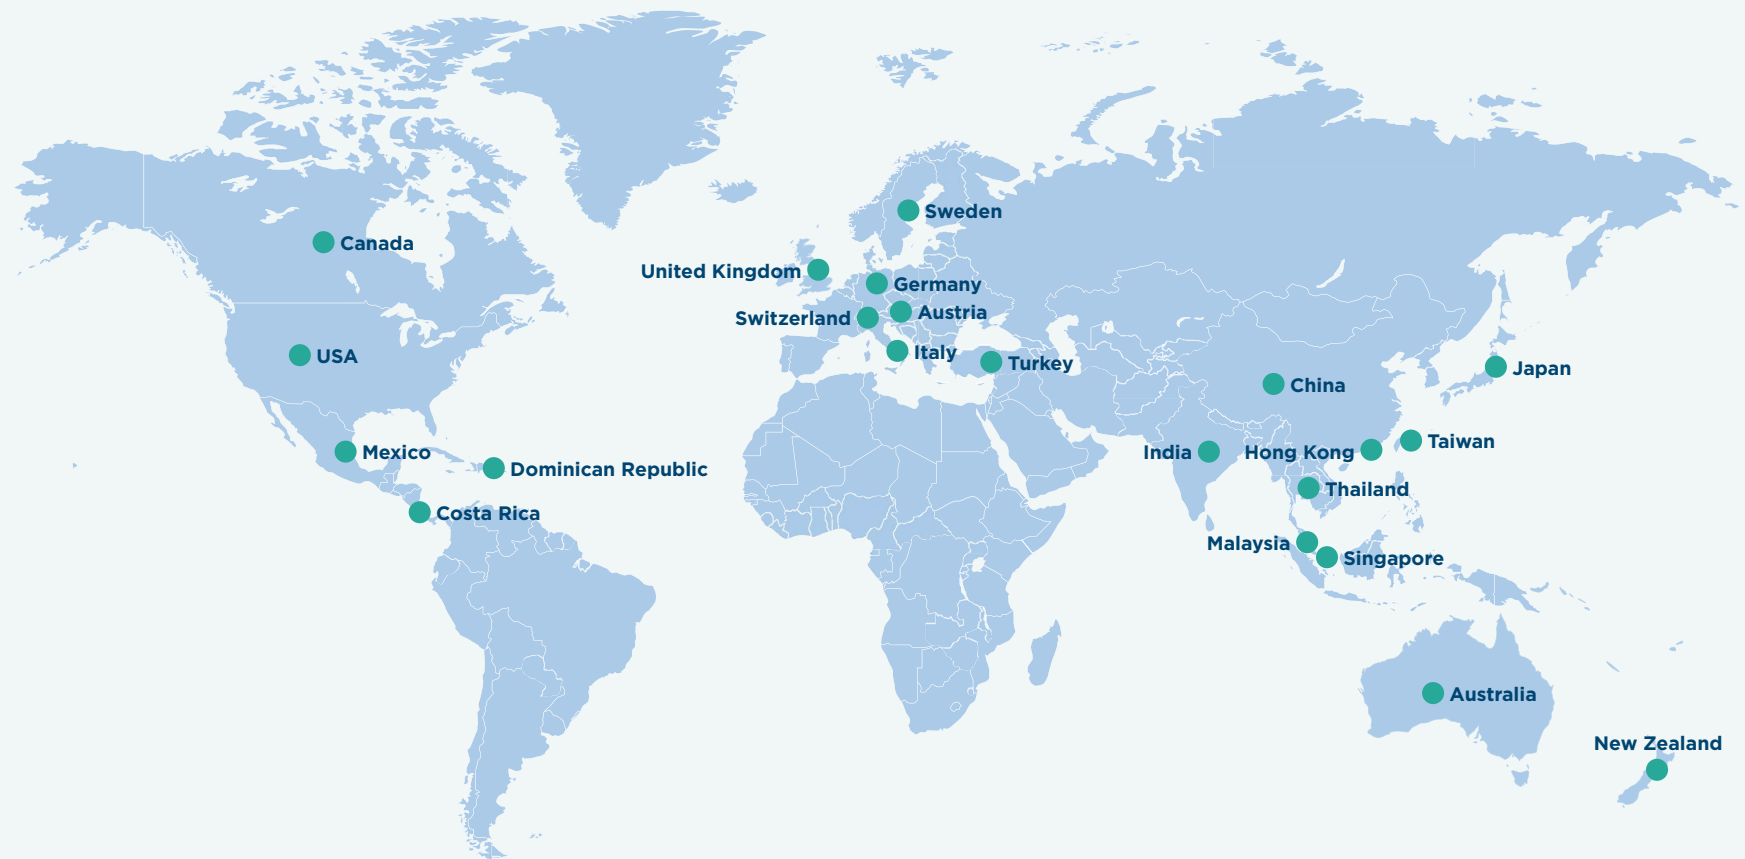 Sweden
Canada
United Kingdom
Germany
Austria
Switzerland
Italy
USA
Turkey
Japan
China
Taiwan
Mexico
India
Hong Kong
Dominican Republic
Thailand
Costa Rica
Malaysia
Singapore
Australia
New Zealand